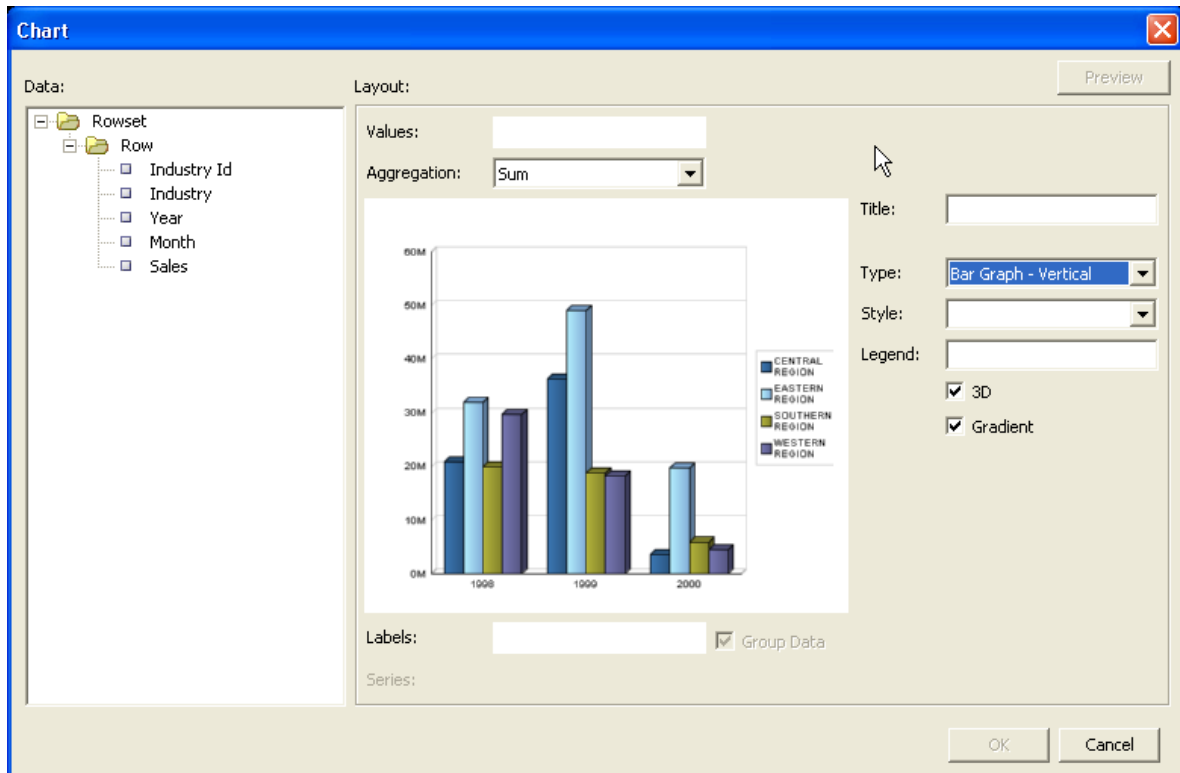 Chart
Preview
Data:
Layout:
Rowset
Row
Industry Id
Industry
Year
Month
Sales
Values:
Aggregation: Sum
60M
50M
40M
30M
20M
10M
0M
1998 1999 2000
CENTRAL
REGION
EASTERN
REGION
SOUTHERN
REGION
WESTERN
REGION
Title:
Type: Bar Graph - Vertical
Style:
Legend:
3D
Gradient
Labels:
Group Data
Series:
OK
Cancel